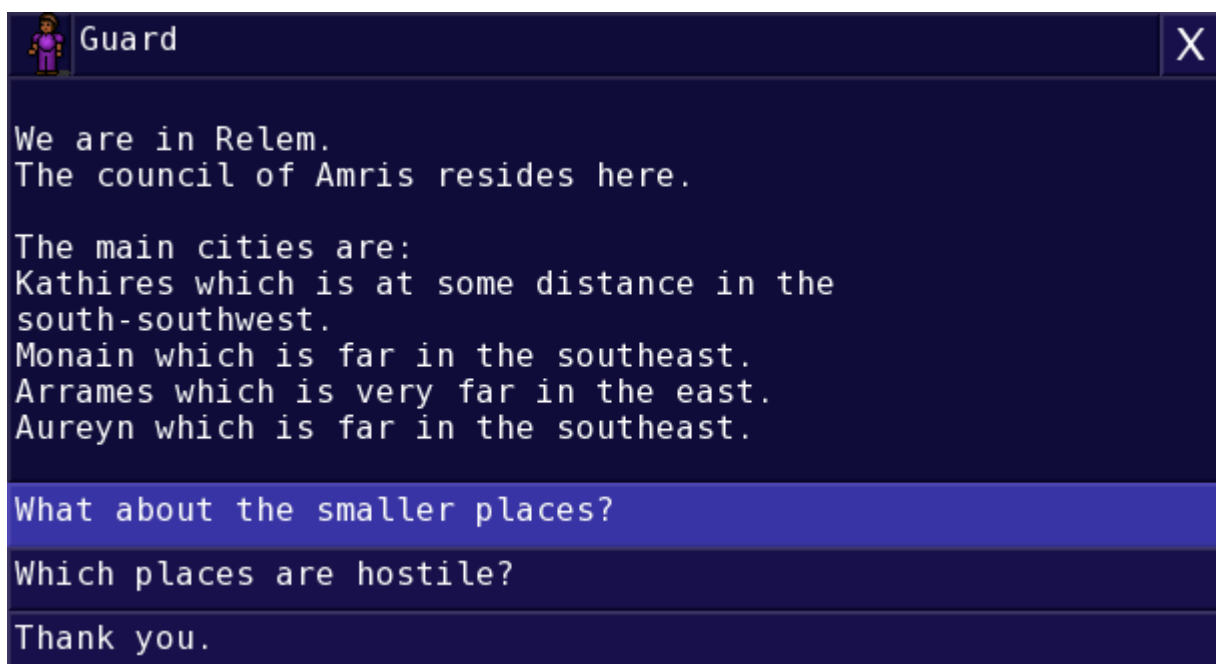 Guard
X
We are in Relem.
The council of Amris resides here.
The main cities are:
Kathires which is at some distance in the
south-southwest.
Monain which is far in the southeast.
Arrames which is very far in the east.
Aureyn which is far in the southeast.
What about the smaller places?
Which places are hostile?
Thank you.